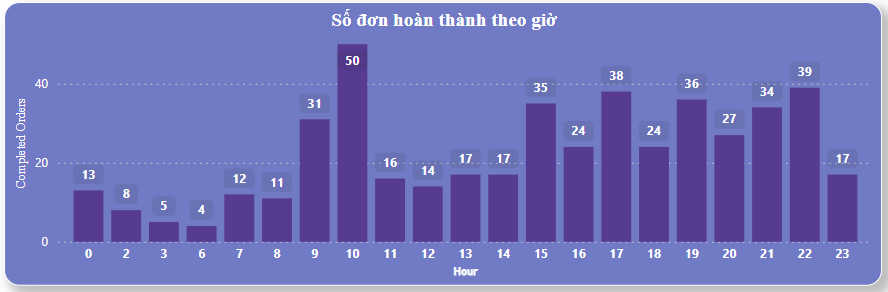 Số đơn hoàn thành theo giờ
Completed Orders
40
20
0
13 8 5 4 12 11 31 50 16 14 17 17 35 24 38 24 36 27 34 39 17
0 2 3 6 7 8 9 10 11 12 13 14 15 16 17 18 19 20 21 22 23
Hour